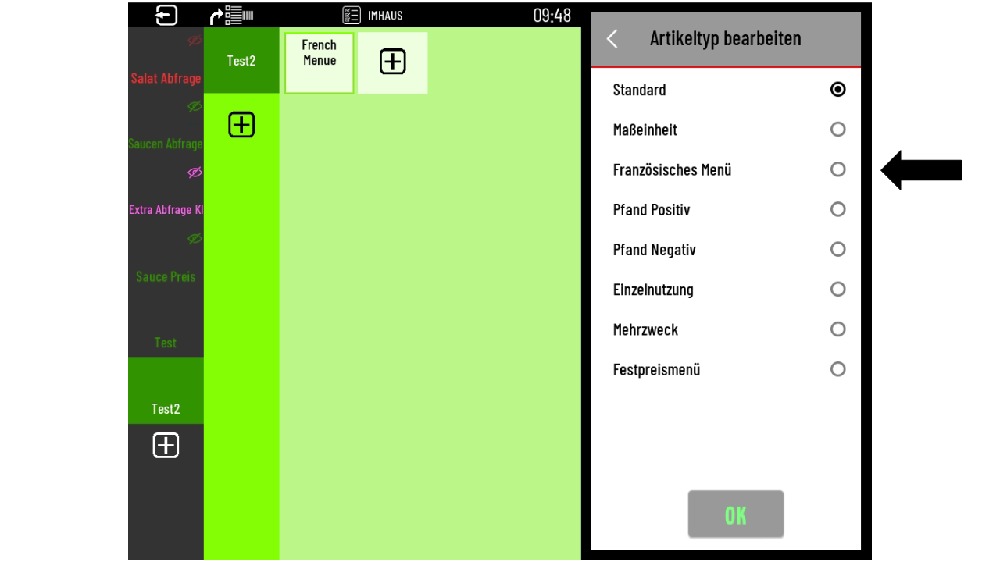 IMHAUS
09:48
Salat Abfrage
Saucen Abfrage
Extra Abfrage Kl
Sauce Preis
Test
Test2
Test2
French
Menue
Artikeltyp bearbeiten
Standard
Maßeinheit
Französisches Menü
Pfand Positiv
Pfand Negativ
Einzelnutzung
Mehrzweck
Festpreismenü
OK